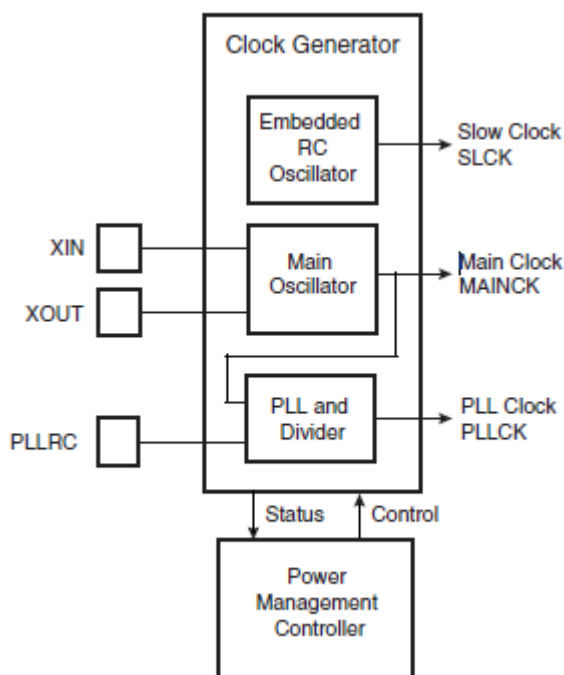 Clock Generator
Embedded
RC
Oscillator
Slow Clock
SLCK
XIN
Main
Oscillator
Main Clock
MAINCK
XOUT
PLL and
Divider
PLL Clock
PLLCK
PLLRC
Status
Control
Power
Management
Controller